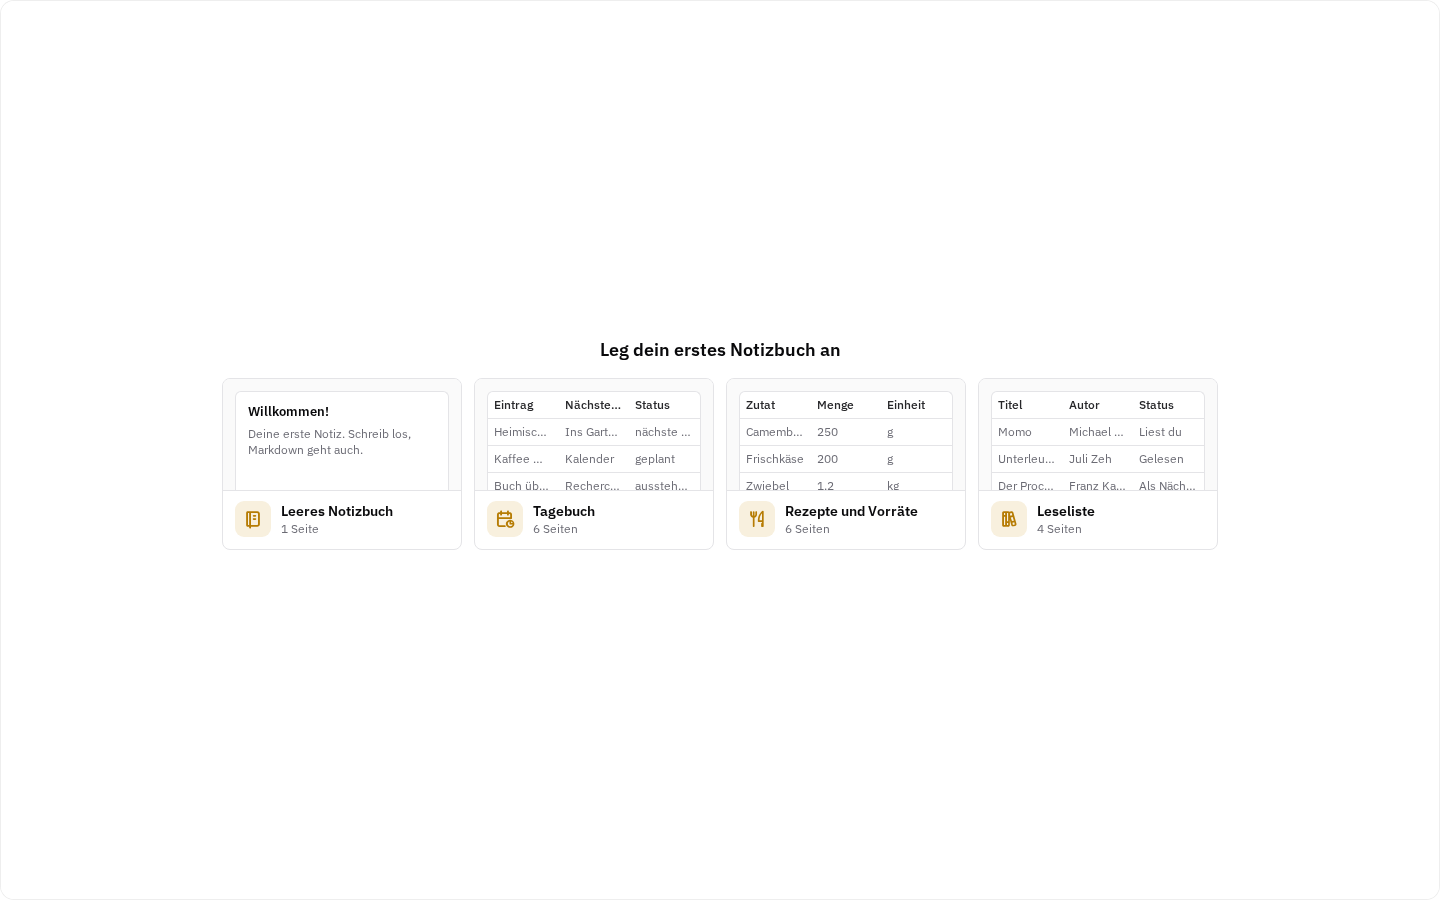 Leg dein erstes Notizbuch an
Willkommen!
Deine erste Notiz. Schreib los,
Markdown geht auch.
Leeres Notizbuch
1 Seite
Eintrag Nächste... Status
Heimisc... Ins Gart... nächste ...
Kaffee ... Kalender geplant
Buch üb... Recherc... aussteh...
Tagebuch
6 Seiten
Zutat Menge Einheit
Camemb... 250 g
Frischkäse 200 g
Zwiebel 1,2 kg
Rezepte und Vorräte
6 Seiten
Titel Autor Status
Momo Michael ... Liest du
Unterleu... Juli Zeh Gelesen
Der Proc... Franz Ka... Als Näch...
Leseliste
4 Seiten